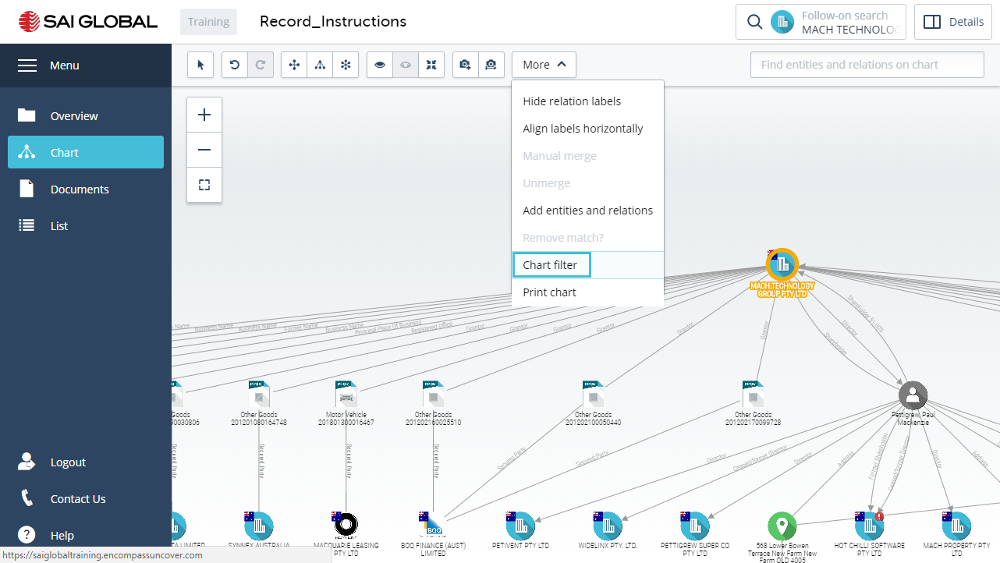 SAI GLOBAL
Training
Record_Instructions
Follow-on search
MACH TECHNOLOG
Details
Menu
More
Find entities and relations on chart
Overview
Chart
Documents
List
Hide relation labels
Align labels horizontally
Manual merge
Unmerge
Add entities and relations
Remove match?
Chart filter
Print chart
MACH TECHNOLOGY
GROUP PTY LTD
Name
Business Name
Business Name
Former Name
Business Name
Principal Place Of Business
Registered Office
Grantor
Grantor
Grantor
Grantor
Grantor
Grantor
Shareholder
Director
Shareholder $1.00%
Goods
0030806
Other Goods
201201080164748
Motor Vehicle
201801300016467
Other Goods
201202160025510
Other Goods
201202100050440
Other Goods
201202170099728
Pettigrew, Paul
Mackenzie
Secured Party
Secured Party
Secured Party
Secured Party
Secured Party
Secured Party
Director
Ceased/former Director
Director
Address
Former Shareholder
Ceased/former Director
Director
Address
TA LIMITED
SYNNEX AUSTRALIA
MACQUARIE LEASING
PTY LTD
BOQ
BOQ FINANCE (AUST)
LIMITED
PETIVENT PTY LTD
WIDELINX PTY. LTD.
PETTIGREW SUPER CO
PTY LTD
568 Lower Bowen
Terrace New Farm New
Farm QLD 4005
HOT CHILLI SOFTWARE
PTY LTD
MACH PROPERTY PTY
LTD
Logout
Contact Us
Help
https://saiglobaltraining.encompassuncover.com